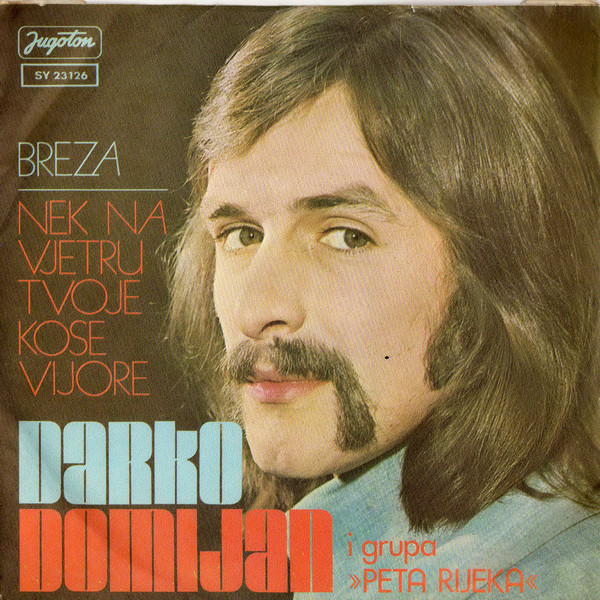 Jugoton
SY 23126
BREZA
NEK NA
VJETRU
TVOJE
KOSE
VIJORE
DARKO
DOMIJAN
i grupa
»PETA RIJEKA«